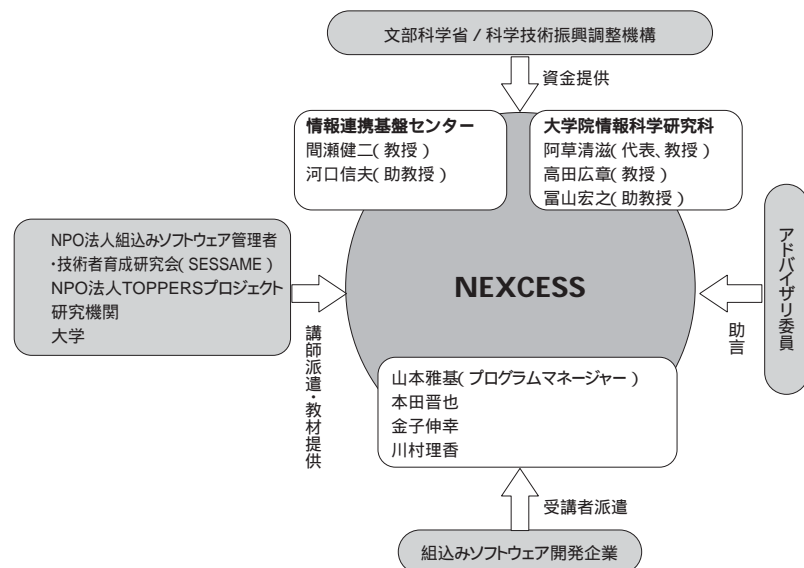 文部科学省 / 科学技術振興調整機構
資金提供
情報連携基盤センター
間瀬健二( 教授 )
河口信夫( 助教授 )
大学院情報科学研究科
阿草清滋( 代表、教授 )
高田広章( 教授 )
冨山宏之( 助教授 )
NPO法人組込みソフトウェア管理者
・技術者育成研究会( SESSAME )
NPO法人TOPPERSプロジェクト
研究機関
大学
講師派遣・教材提供
NEXCESS
助言
アドバイザリ委員
山本雅基( プログラムマネージャー )
本田晋也
金子伸幸
川村理香
受講者派遣
組込みソフトウェア開発企業